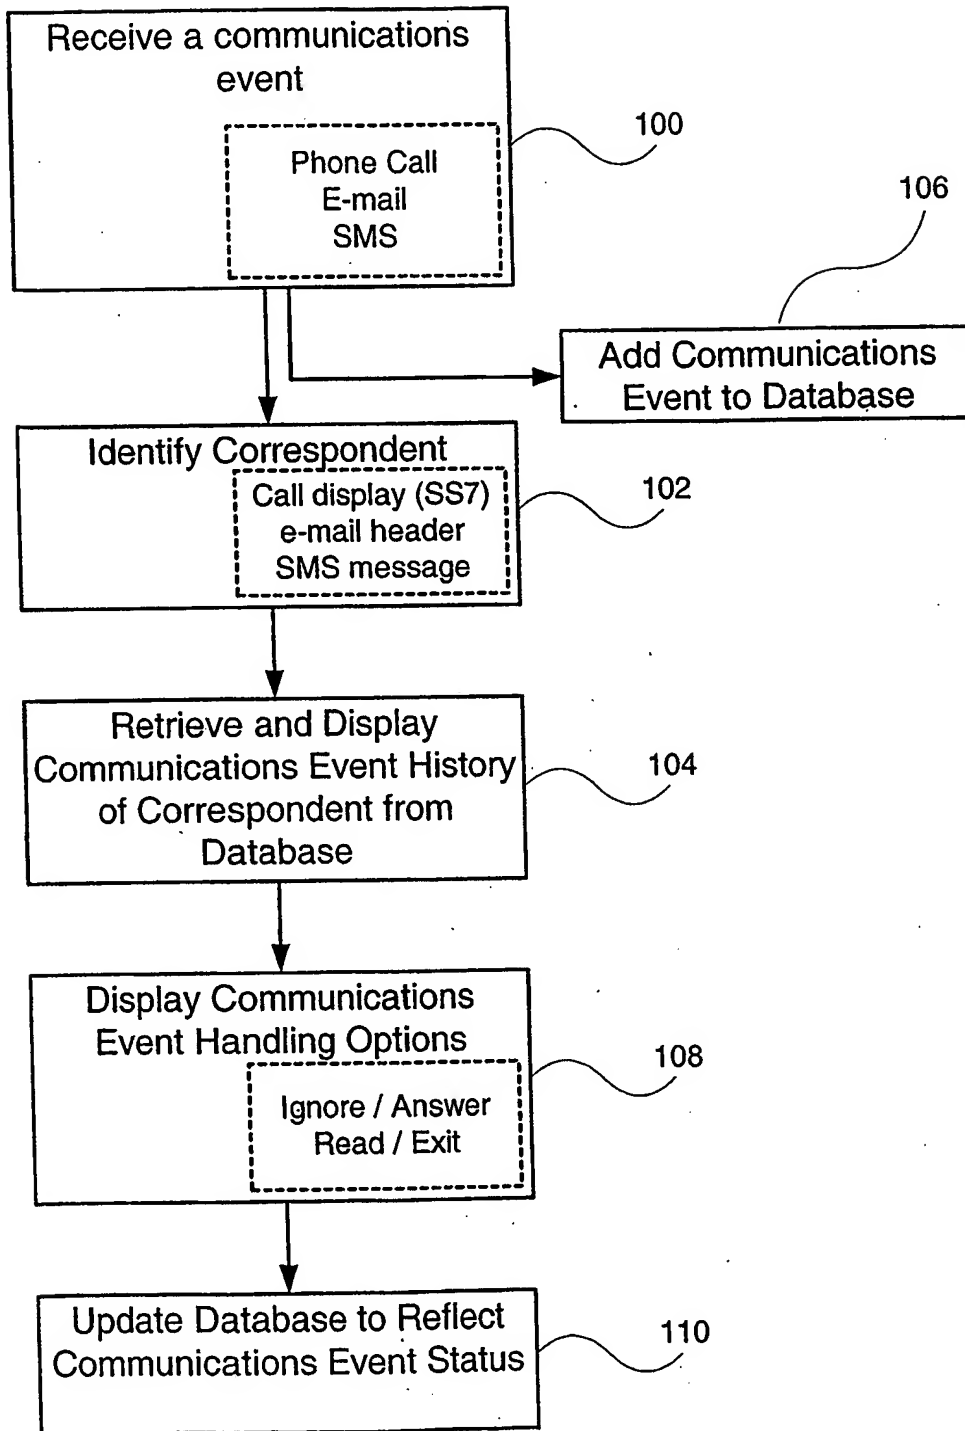 Receive a communications
event
Phone Call
E-mail
SMS
100
106
Add Communications
Event to Database
Identify Correspondent
Call display (SS7)
e-mail header
SMS message
102
Retrieve and Display
Communications Event History
of Correspondent from
Database
104
Display Communications
Event Handling Options
Ignore / Answer
Read / Exit
108
Update Database to Reflect
Communications Event Status
110